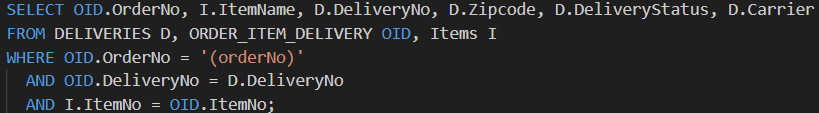 SELECT OID.OrderNo, I.ItemName, D.DeliveryNo, D.Zipcode, D.DeliveryStatus, D.Carrier
FROM DELIVERIES D, ORDER_ITEM_DELIVERY OID, Items I
WHERE OID.OrderNo = '(orderNo)'
  AND OID.DeliveryNo = D.DeliveryNo
  AND I.ItemNo = OID.ItemNo;